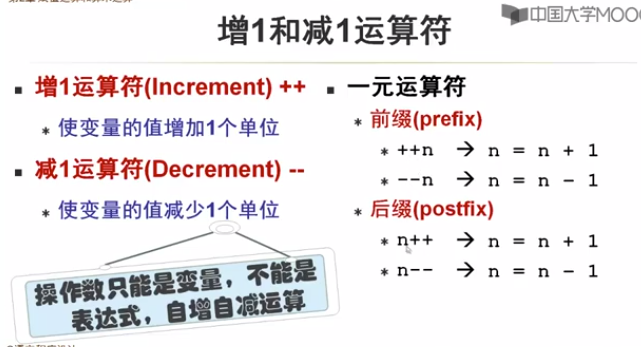 中国大学MOO
增1和减1运算符
增1运算符(Increment) ++
使变量的值增加1个单位
减1运算符(Decrement) --
使变量的值减少1个单位
操作数只能是变量，不能是
表达式，自增自减运算
一元运算符
前缀(prefix)
++n → n = n + 1
--n → n = n - 1
后缀(postfix)
n++ → n = n + 1
n-- → n = n - 1